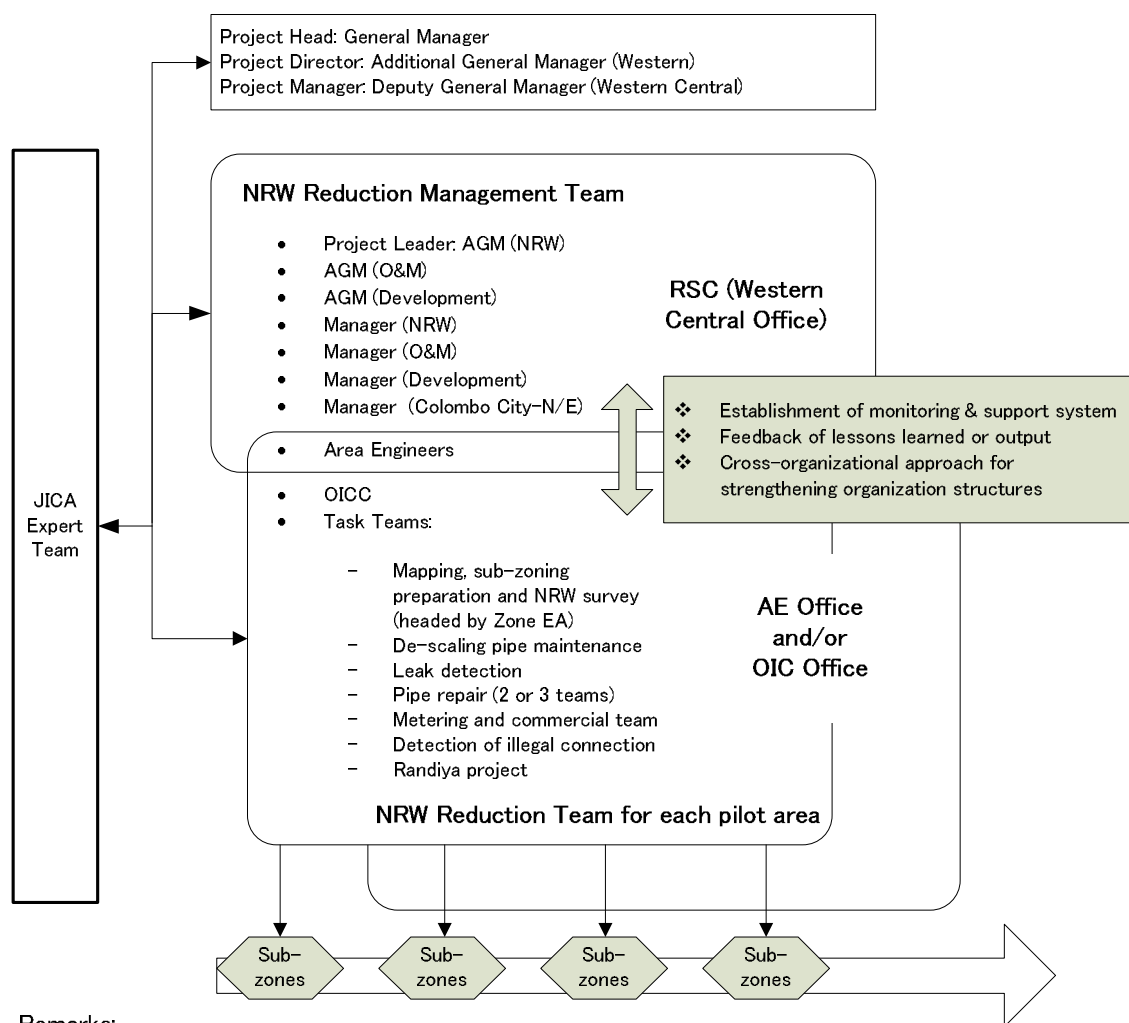 Project Head: General Manager
Project Director: Additional General Manager (Western)
Project Manager: Deputy General Manager (Western Central)
JICA
Expert
Team
NRW Reduction Management Team
• Project Leader: AGM (NRW)
• AGM (O&M)
• AGM (Development)
• Manager (NRW)
• Manager (O&M)
• Manager (Development)
• Manager (Colombo City-N/E)
• Area Engineers
RSC (Western
Central Office)
❖ Establishment of monitoring & support system
❖ Feedback of lessons learned or output
❖ Cross-organizational approach for
strengthening organization structures
• OICC
• Task Teams:
– Mapping, sub-zoning
preparation and NRW survey
(headed by Zone EA)
– De-scaling pipe maintenance
– Leak detection
– Pipe repair (2 or 3 teams)
– Metering and commercial team
– Detection of illegal connection
– Randiya project
AE Office
and/or
OIC Office
NRW Reduction Team for each pilot area
Sub-
zones
Sub-
zones
Sub-
zones
Sub-
zones
Remarks: